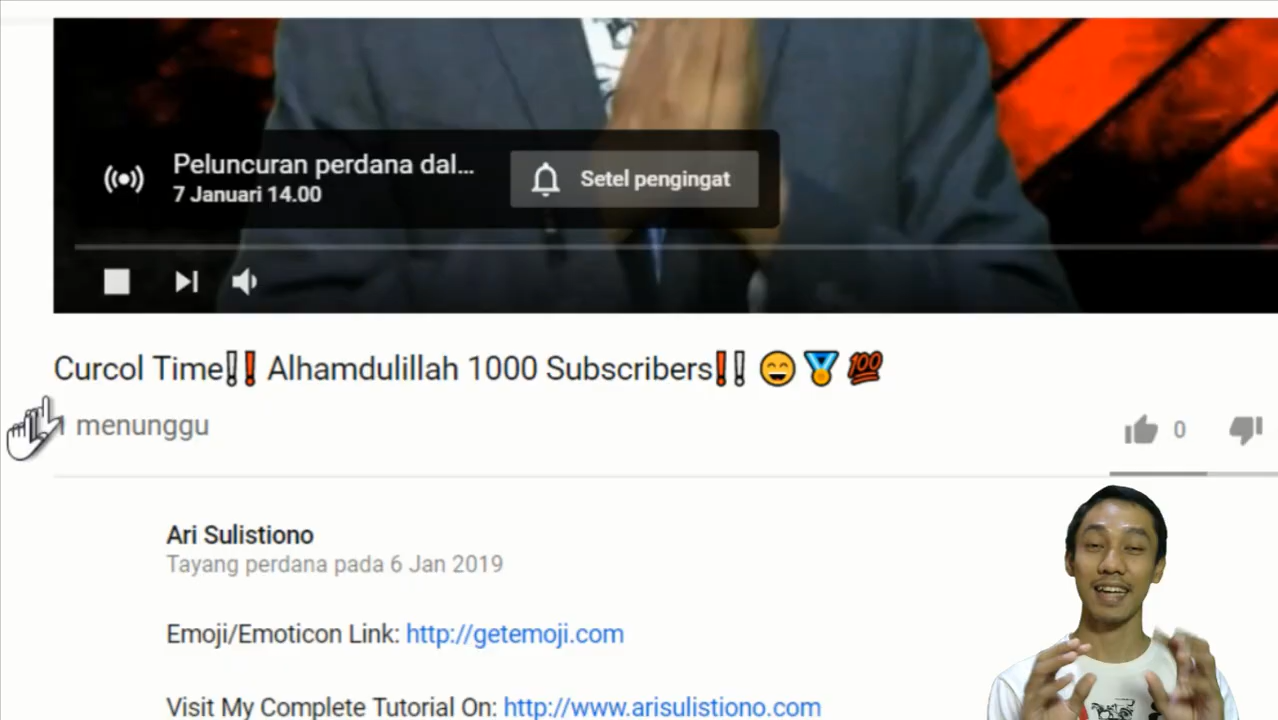 Peluncuran perdana dal...
7 Januari 14.00
Setel pengingat
Curcol Time‼ Alhamdulillah 1000 Subscribers‼ 😄🏅💯
menunggu
0
Ari Sulistiono
Tayang perdana pada 6 Jan 2019
Emoji/Emoticon Link: http://getemoji.com
Visit My Complete Tutorial On: http://www.arisulistiono.com